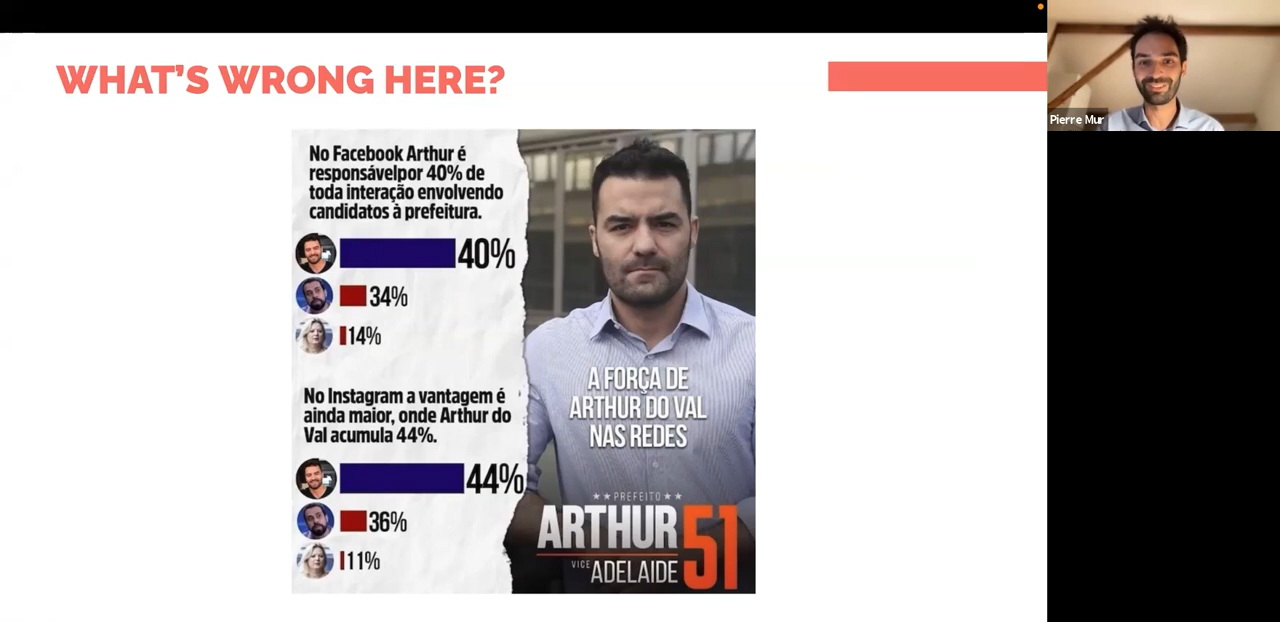 WHAT'S WRONG HERE?
Pierre Mur
No Facebook Arthur é
responsávelpor 40% de
toda interação envolvendo
candidatos à prefeitura.
40%
34%
14%
No Instagram a vantagem é
ainda maior, onde Arthur do
Val acumula 44%.
44%
36%
11%
A FORÇA DE
ARTHUR DO VAL
NAS REDES
PREFEITO
ARTHUR 51
VICE ADELAIDE